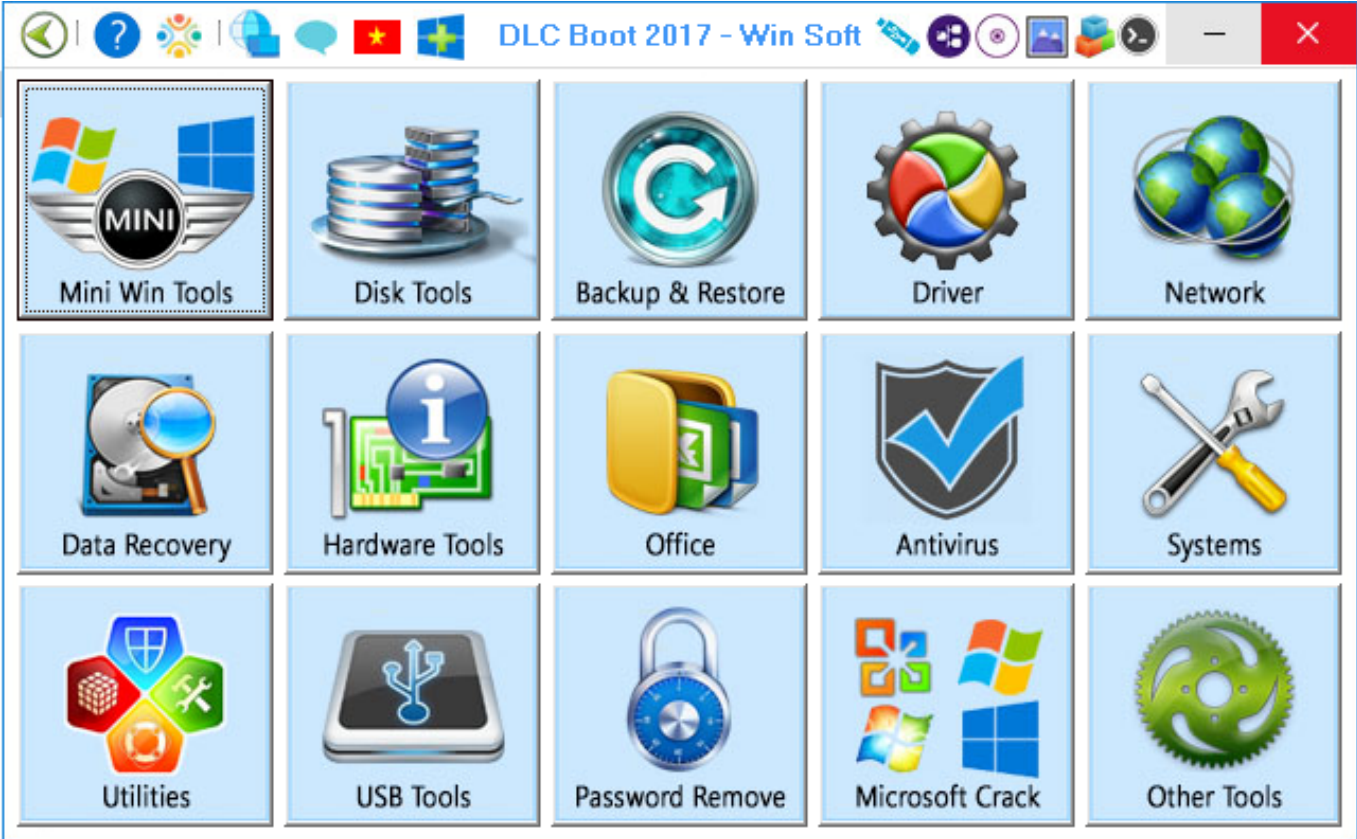 DLC Boot 2017 - Win Soft
MINI
Mini Win Tools
Disk Tools
Backup & Restore
Driver
Network
Data Recovery
Hardware Tools
Office
Antivirus
Systems
Utilities
USB Tools
Password Remove
Microsoft Crack
Other Tools